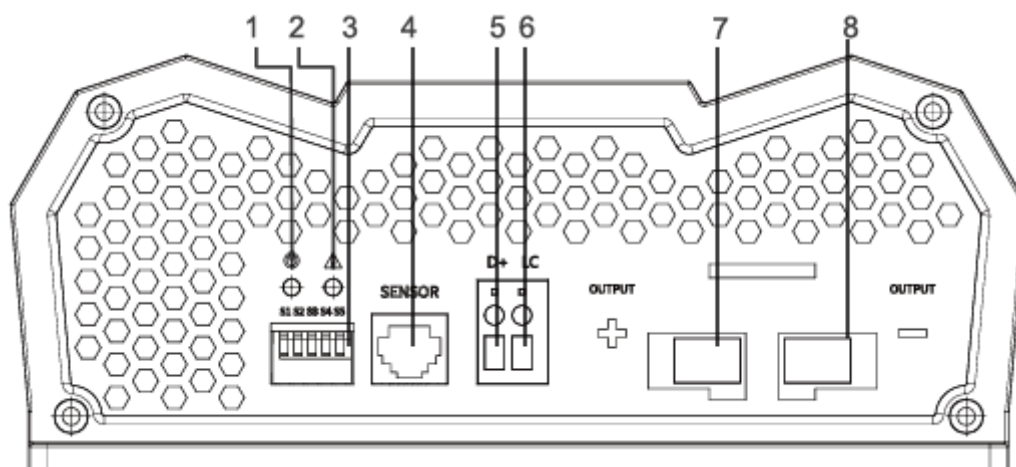 1 2 3 4 5 6 7 8
D+ LC
S1 S2 S3 S4 S5
SENSOR
OUTPUT
+
OUTPUT
-